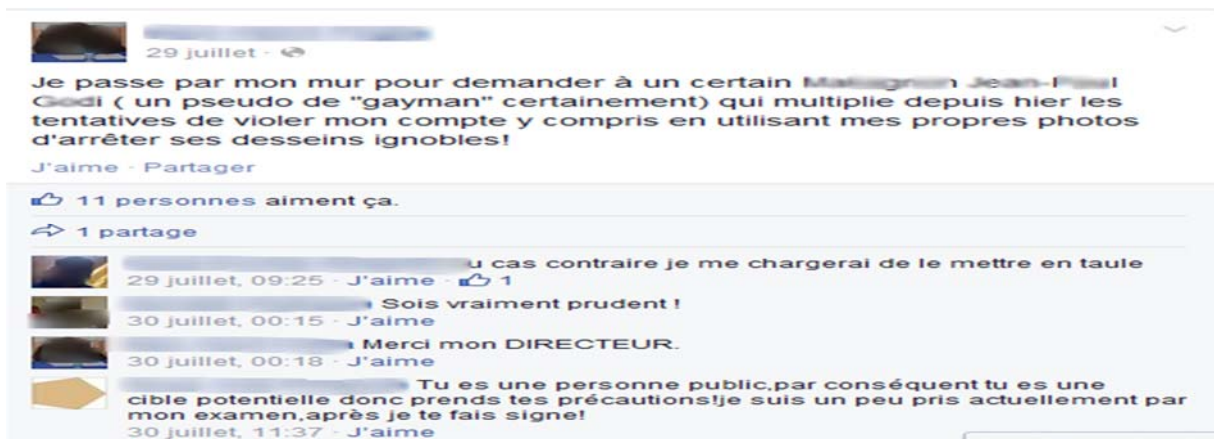 29 juillet ·
Je passe par mon mur pour demander à un certain
( un pseudo de "gayman" certainement) qui multiplie depuis hier les
tentatives de violer mon compte y compris en utilisant mes propres photos
d'arrêter ses desseins ignobles!
J'aime · Partager
11 personnes aiment ça.
1 partage
u cas contraire je me chargerai de le mettre en taule
29 juillet, 09:25 · J'aime · 1
Sois vraiment prudent !
30 juillet, 00:15 · J'aime
Merci mon DIRECTEUR.
30 juillet, 00:18 · J'aime
Tu es une personne public,par conséquent tu es une
cible potentielle donc prends tes précautions!je suis un peu pris actuellement par
mon examen,après je te fais signe!
30 juillet, 11:37 · J'aime